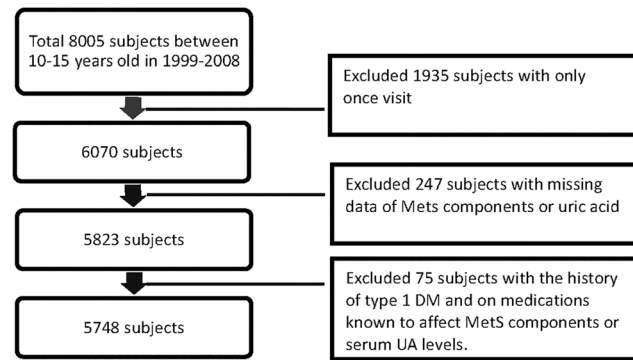 Total 8005 subjects between
10-15 years old in 1999-2008
Excluded 1935 subjects with only
once visit
6070 subjects
Excluded 247 subjects with missing
data of Mets components or uric acid
5823 subjects
Excluded 75 subjects with the history
of type 1 DM and on medications
known to affect MetS components or
serum UA levels.
5748 subjects